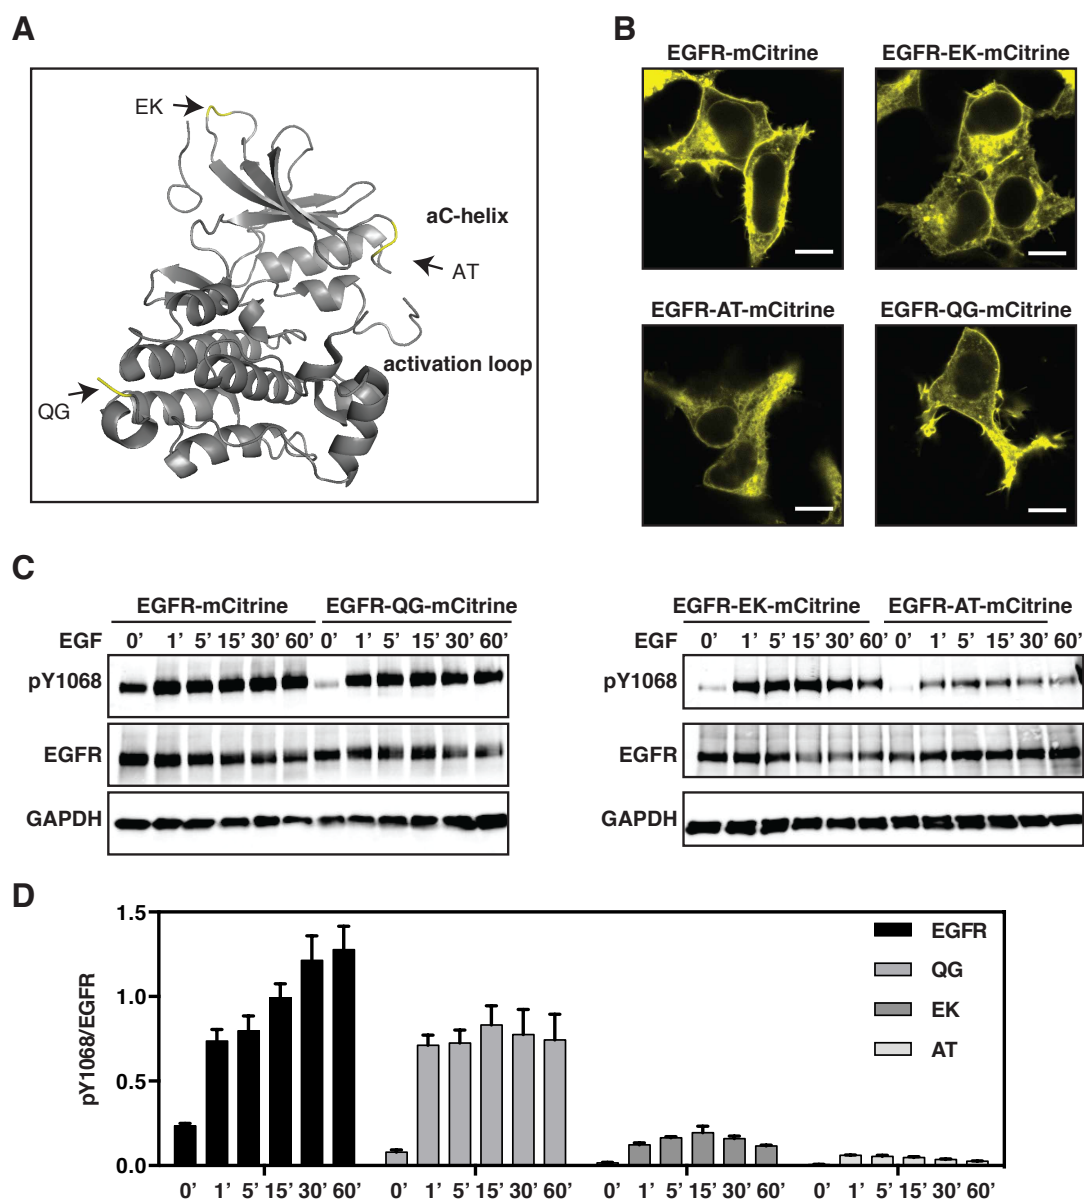 A
EK
aC-helix
AT
activation loop
QG
B
EGFR-mCitrine
EGFR-EK-mCitrine
EGFR-AT-mCitrine
EGFR-QG-mCitrine
C
EGFR-mCitrine EGFR-QG-mCitrine
EGF 0’ 1’ 5’ 15’ 30’ 60’ 0’ 1’ 5’ 15’ 30’ 60’
pY1068
EGFR
GAPDH
EGFR-EK-mCitrine EGFR-AT-mCitrine
EGF 0’ 1’ 5’ 15’ 30’ 60’ 0’ 1’ 5’ 15’ 30’ 60’
pY1068
EGFR
GAPDH
D
pY1068/EGFR
1.5
1.0
0.5
0.0
EGFR
QG
EK
AT
0’ 1’ 5’ 15’ 30’ 60’ 0’ 1’ 5’ 15’ 30’ 60’ 0’ 1’ 5’ 15’ 30’ 60’ 0’ 1’ 5’ 15’ 30’ 60’